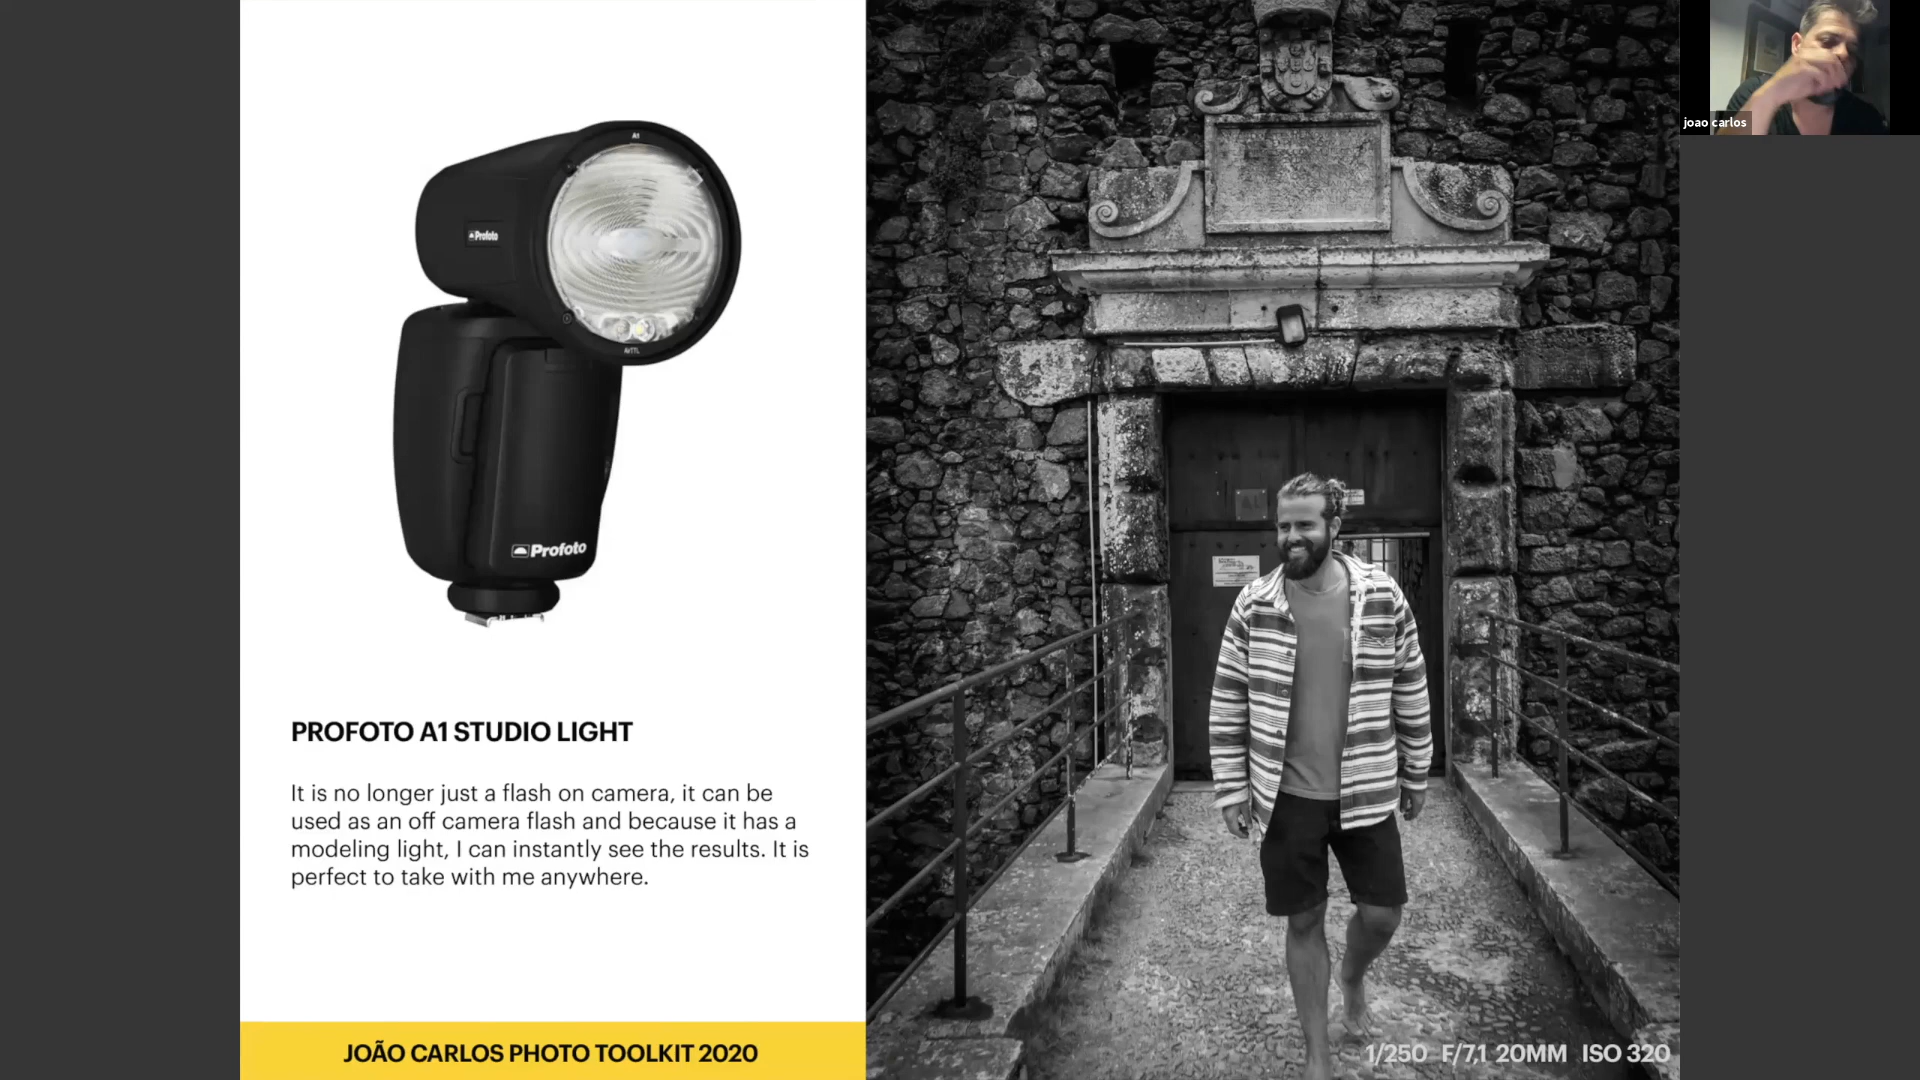 A1
Profoto
AirTTL
Profoto
PROFOTO A1 STUDIO LIGHT
It is no longer just a flash on camera, it can be
used as an off camera flash and because it has a
modeling light, I can instantly see the results. It is
perfect to take with me anywhere.
JOÃO CARLOS PHOTO TOOLKIT 2020
1/250 F/7,1 20MM ISO 320
joao carlos